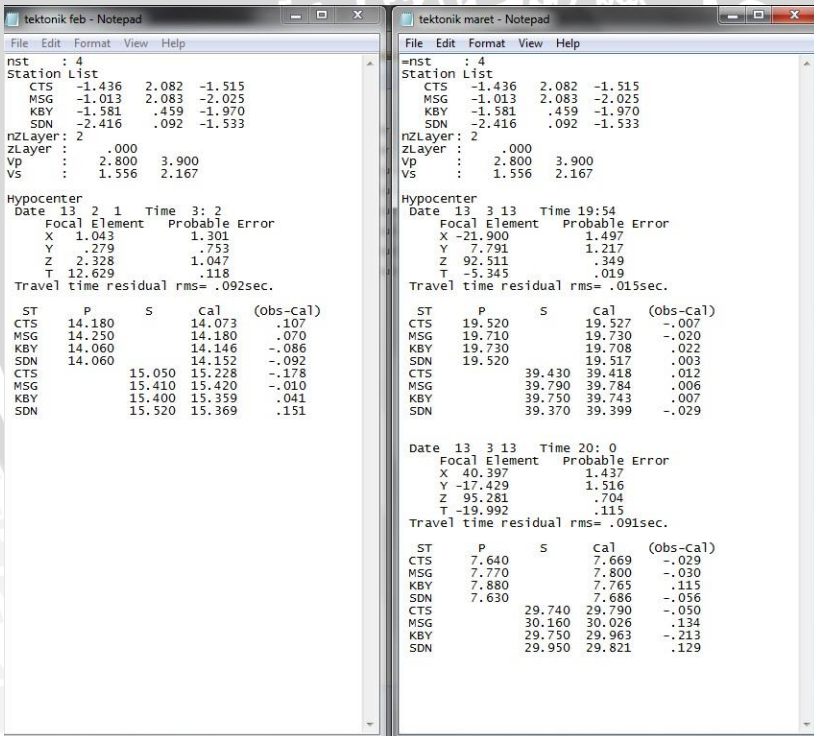 tektonik feb - Notepad
File Edit Format View Help
nst : 4
Station List
CTS -1.436 2.082 -1.515
MSG -1.013 2.083 -2.025
KBY -1.581 .459 -1.970
SDN -2.416 .092 -1.533
nZLayer: 2
zLayer : .000
Vp : 2.800 3.900
Vs : 1.556 2.167
Hypocenter
Date 13 2 1 Time 3: 2
Focal Element Probable Error
X 1.043 1.301
Y .279 .753
Z 2.328 1.047
T 12.629 .118
Travel time residual rms= .092sec.
ST P S Cal (Obs-Cal)
CTS 14.180 14.073 .107
MSG 14.250 14.180 .070
KBY 14.060 14.146 -.086
SDN 14.060 14.152 -.092
CTS 15.050 15.228 -.178
MSG 15.410 15.420 -.010
KBY 15.400 15.359 .041
SDN 15.520 15.369 .151
tektonik maret - Notepad
File Edit Format View Help
=nst : 4
Station List
CTS -1.436 2.082 -1.515
MSG -1.013 2.083 -2.025
KBY -1.581 .459 -1.970
SDN -2.416 .092 -1.533
nZLayer: 2
zLayer : .000
Vp : 2.800 3.900
Vs : 1.556 2.167
Hypocenter
Date 13 3 13 Time 19:54
Focal Element Probable Error
X -21.900 1.497
Y 7.791 1.217
Z 92.511 .349
T -5.345 .019
Travel time residual rms= .015sec.
ST P S Cal (Obs-Cal)
CTS 19.520 19.527 -.007
MSG 19.710 19.730 -.020
KBY 19.730 19.708 .022
SDN 19.520 19.517 .003
CTS 39.430 39.418 .012
MSG 39.790 39.784 .006
KBY 39.750 39.743 .007
SDN 39.370 39.399 -.029
Date 13 3 13 Time 20: 0
Focal Element Probable Error
X 40.397 1.437
Y -17.429 1.516
Z 95.281 .704
T -19.992 .115
Travel time residual rms= .091sec.
ST P S Cal (Obs-Cal)
CTS 7.640 7.669 -.029
MSG 7.770 7.800 -.030
KBY 7.880 7.765 .115
SDN 7.630 7.686 -.056
CTS 29.740 29.790 -.050
MSG 30.160 30.026 .134
KBY 29.750 29.963 -.213
SDN 29.950 29.821 .129